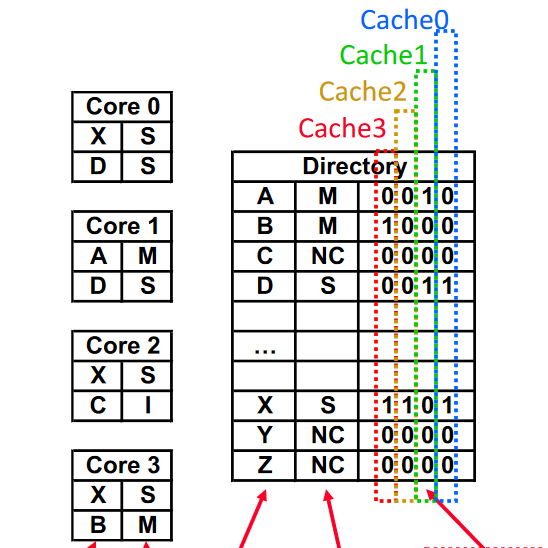 Cache0
Cache1
Cache2
Cache3
Core 0
X S
D S
Core 1
A M
D S
Core 2
X S
C I
Core 3
X S
B M
Directory
A M 0 0 1 0
B M 1 0 0 0
C NC 0 0 0 0
D S 0 0 1 1
...
X S 1 1 0 1
Y NC 0 0 0 0
Z NC 0 0 0 0